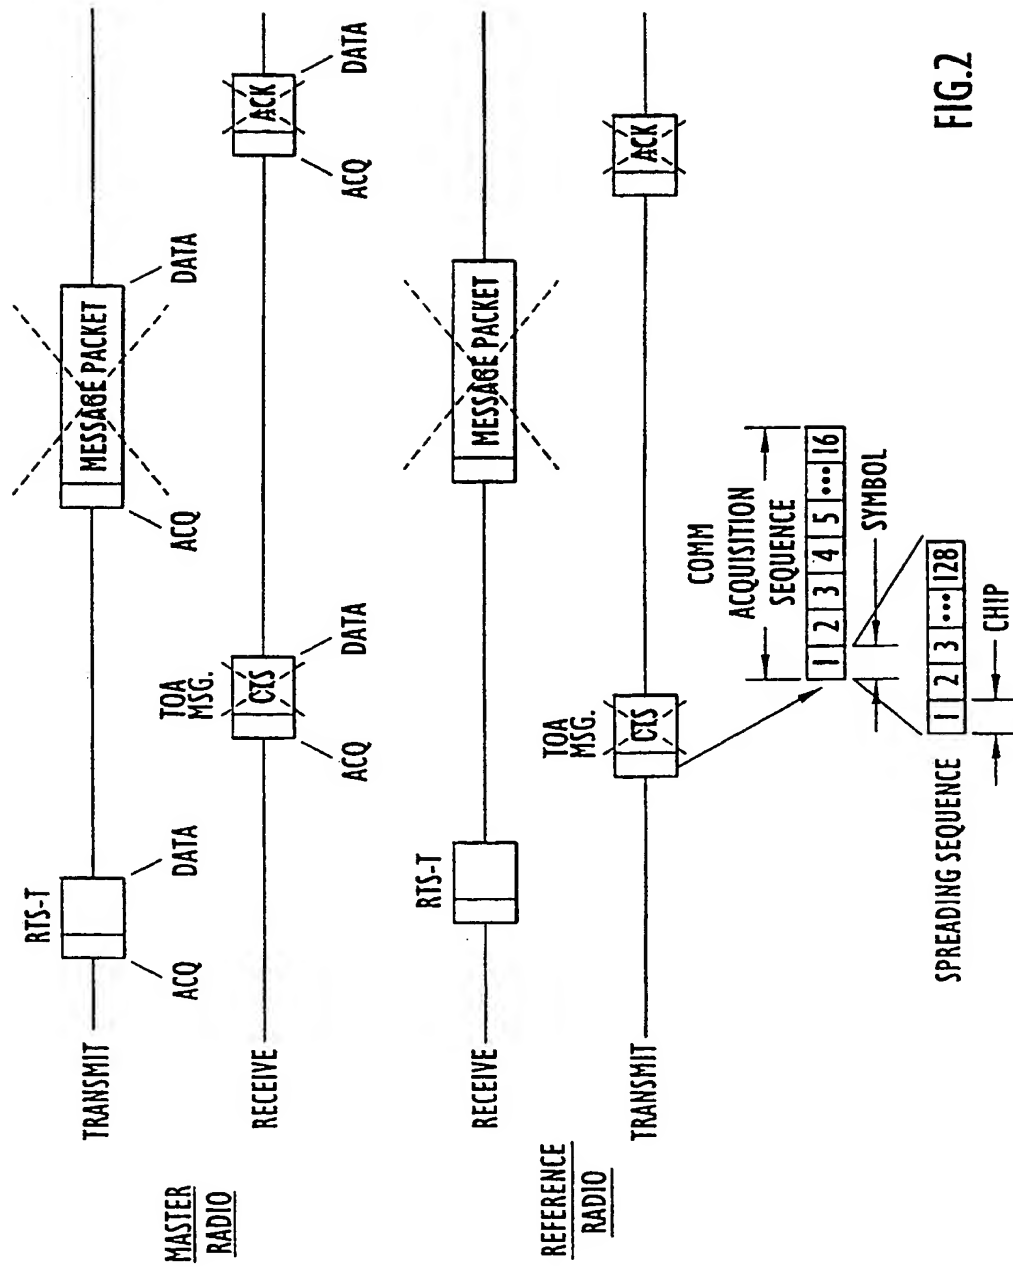 MASTER
RADIO
TRANSMIT
RTS-T
ACQ
DATA
MESSAGE PACKET
ACQ
DATA
RECEIVE
TOA
MSG.
CTS
ACQ
DATA
ACK
ACQ
DATA
REFERENCE
RADIO
RECEIVE
RTS-T
MESSAGE PACKET
TRANSMIT
TOA
MSG.
CTS
ACK
COMM
ACQUISITION
SEQUENCE
1 2 3 4 5 ••• 16
SYMBOL
SPREADING SEQUENCE
1 2 3 ••• 128
CHIP
FIG.2